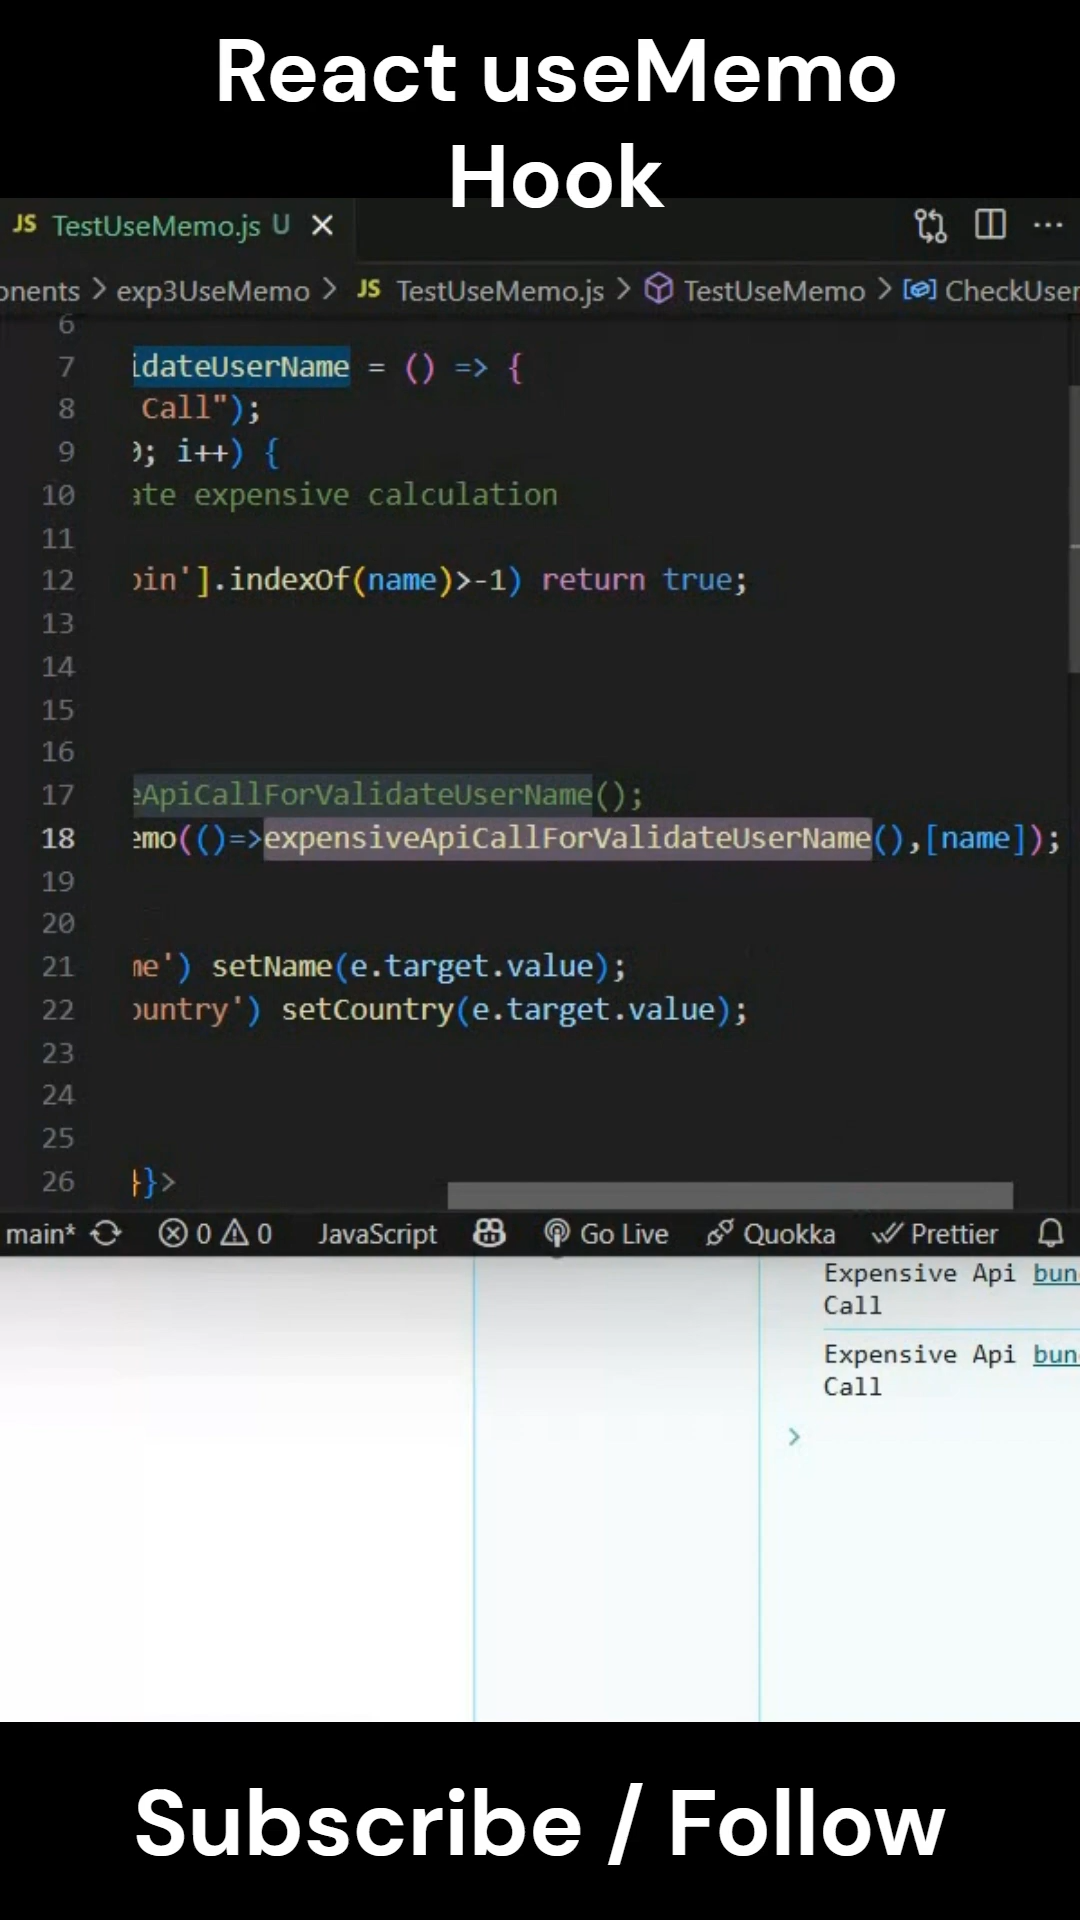 React useMemo
Hook
JS TestUseMemo.js U
onents > exp3UseMemo > JS TestUseMemo.js > TestUseMemo > CheckUser
6
7 idateUserName = () => {
8 Call");
9 ; i++) {
10 ate expensive calculation
11
12 in'].indexOf(name)>-1) return true;
13
14
15
16
17 eApiCallForValidateUserName();
18 emo(()=>expensiveApiCallForValidateUserName(),[name]);
19
20
21 me') setName(e.target.value);
22 ountry') setCountry(e.target.value);
23
24
25
26 }}>
main* 0 0 JavaScript Go Live Quokka Prettier
Expensive Api bun
Call
Expensive Api bun
Call
>
Subscribe / Follow